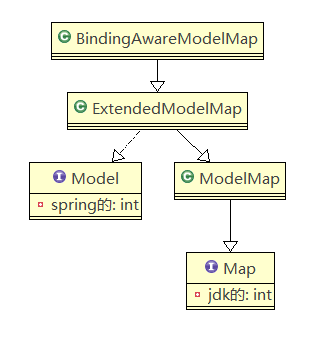 C BindingAwareModelMap
C ExtendedModelMap
I Model
spring的: int
C ModelMap
I Map
jdk的: int